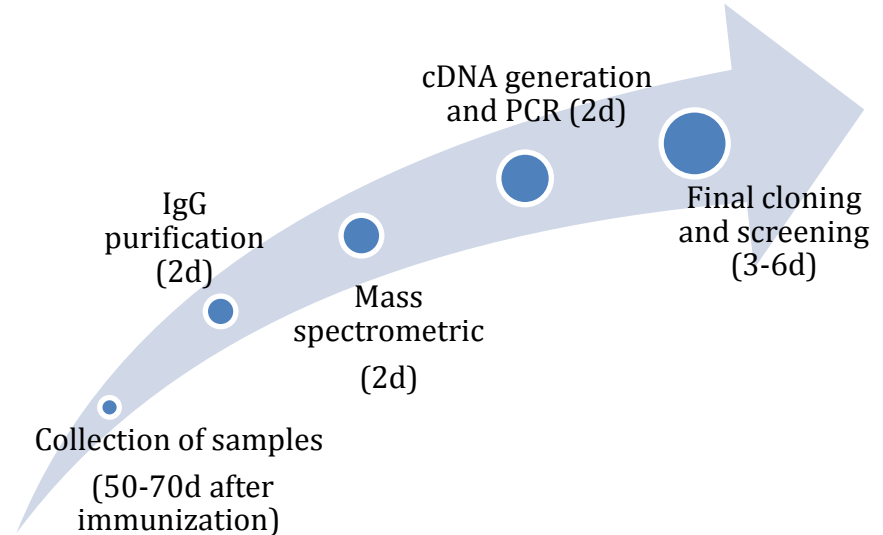 Collection of samples
(50-70d after
immunization)
IgG
purification
(2d)
Mass
spectrometric
(2d)
cDNA generation
and PCR (2d)
Final cloning
and screening
(3-6d)